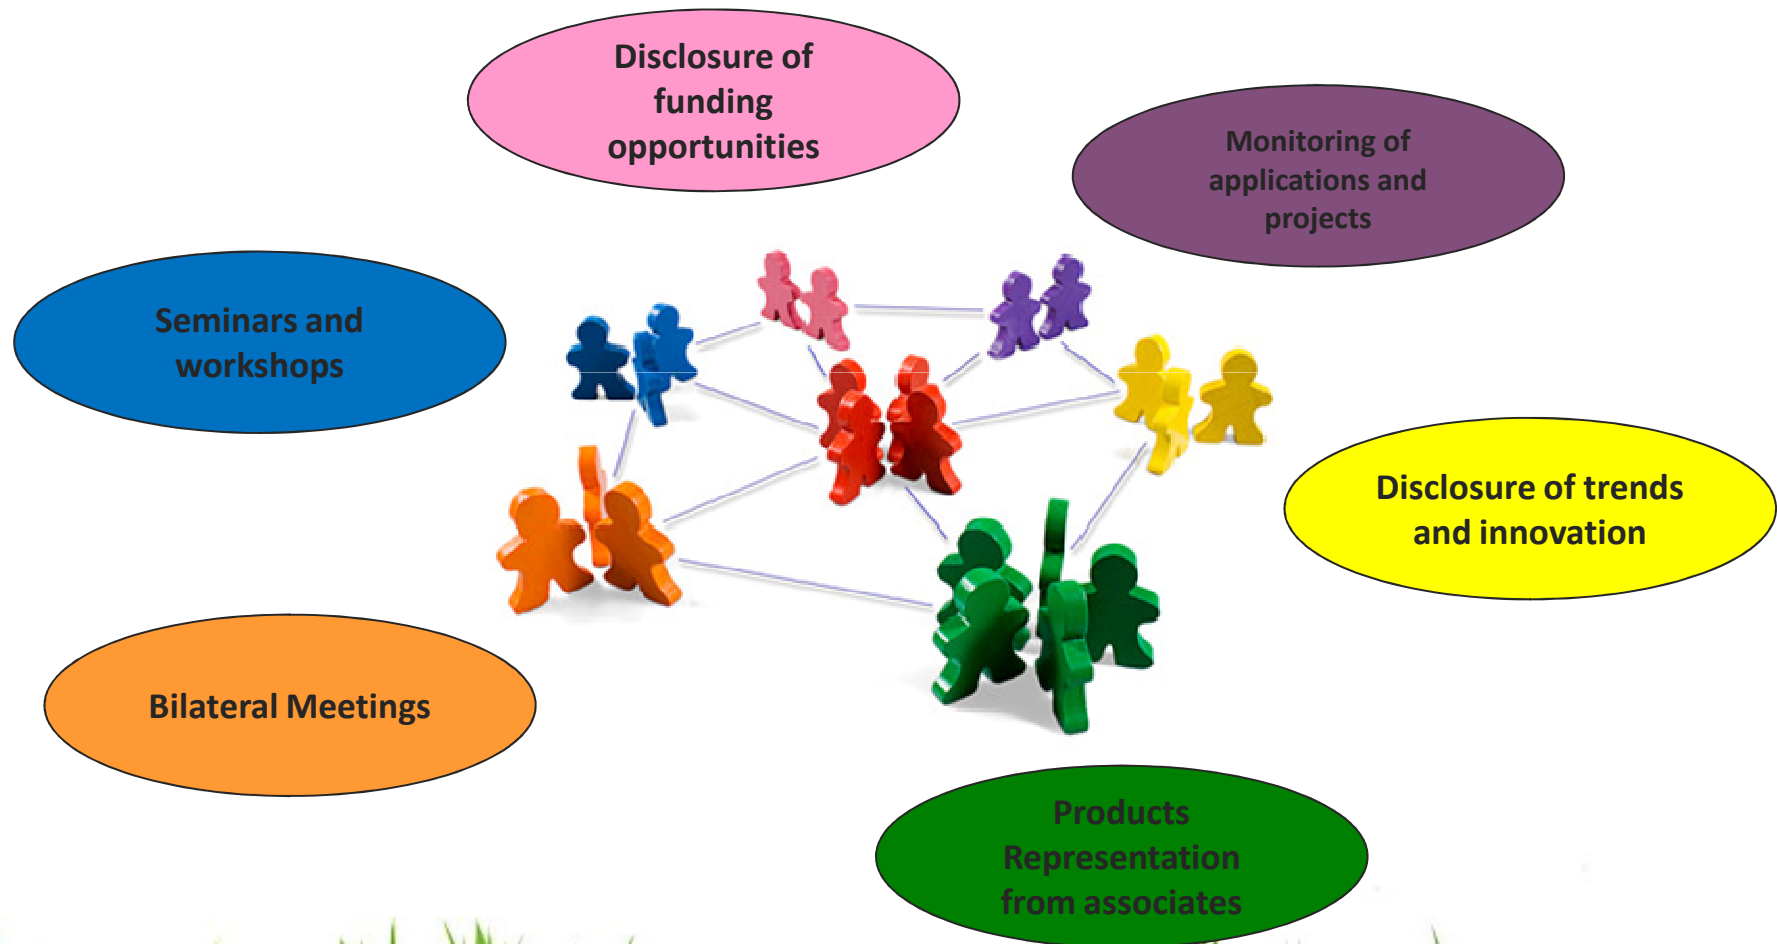 Disclosure of
funding
opportunities
Monitoring of
applications and
projects
Seminars and
workshops
Disclosure of trends
and innovation
Bilateral Meetings
Products
Representation
from associates